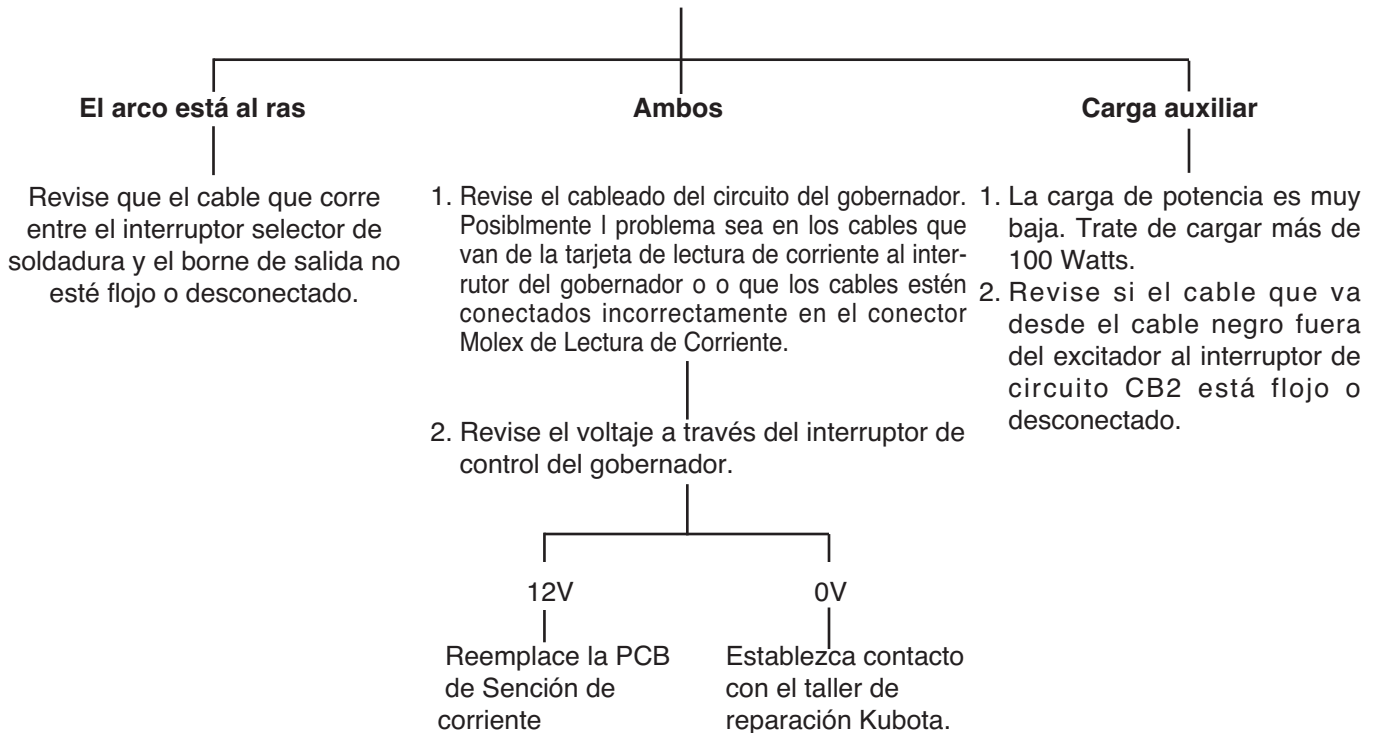 El arco está al ras
Revise que el cable que corre
entre el interruptor selector de
soldadura y el borne de salida no
esté flojo o desconectado.
Ambos
1. Revise el cableado del circuito del gobernador.
Posiblmente l problema sea en los cables que
van de la tarjeta de lectura de corriente al inter-
rutor del gobernador o o que los cables estén
conectados incorrectamente en el conector
Molex de Lectura de Corriente.
2. Revise el voltaje a través del interruptor de
control del gobernador.
12V
Reemplace la PCB
de Sención de
corriente
0V
Establezca contacto
con el taller de
reparación Kubota.
Carga auxiliar
1. La carga de potencia es muy
baja. Trate de cargar más de
100 Watts.
2. Revise si el cable que va
desde el cable negro fuera
del excitador al interruptor de
circuito CB2 está flojo o
desconectado.